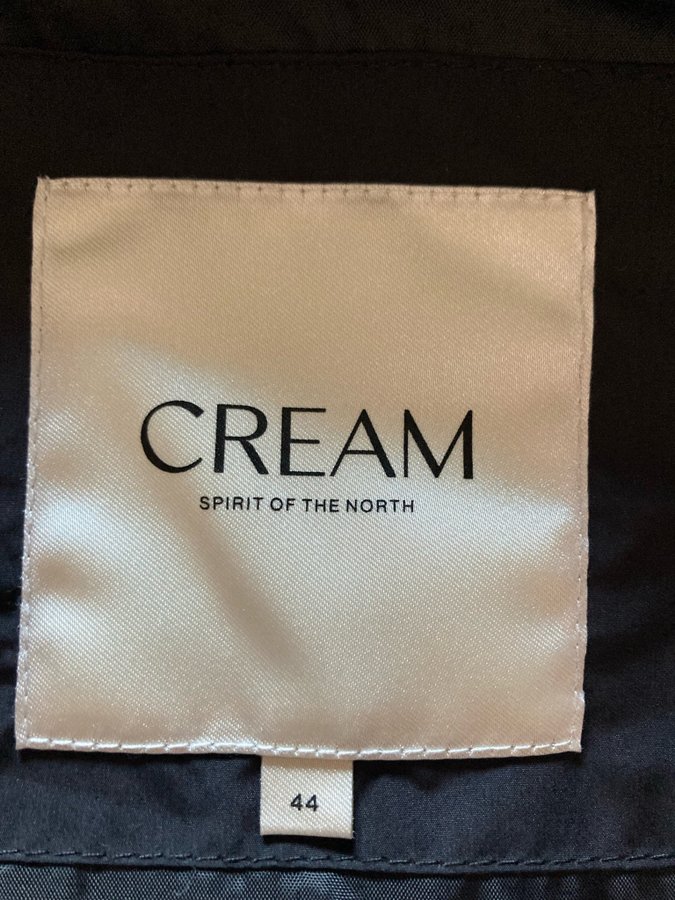 CREAM
SPIRIT OF THE NORTH
44